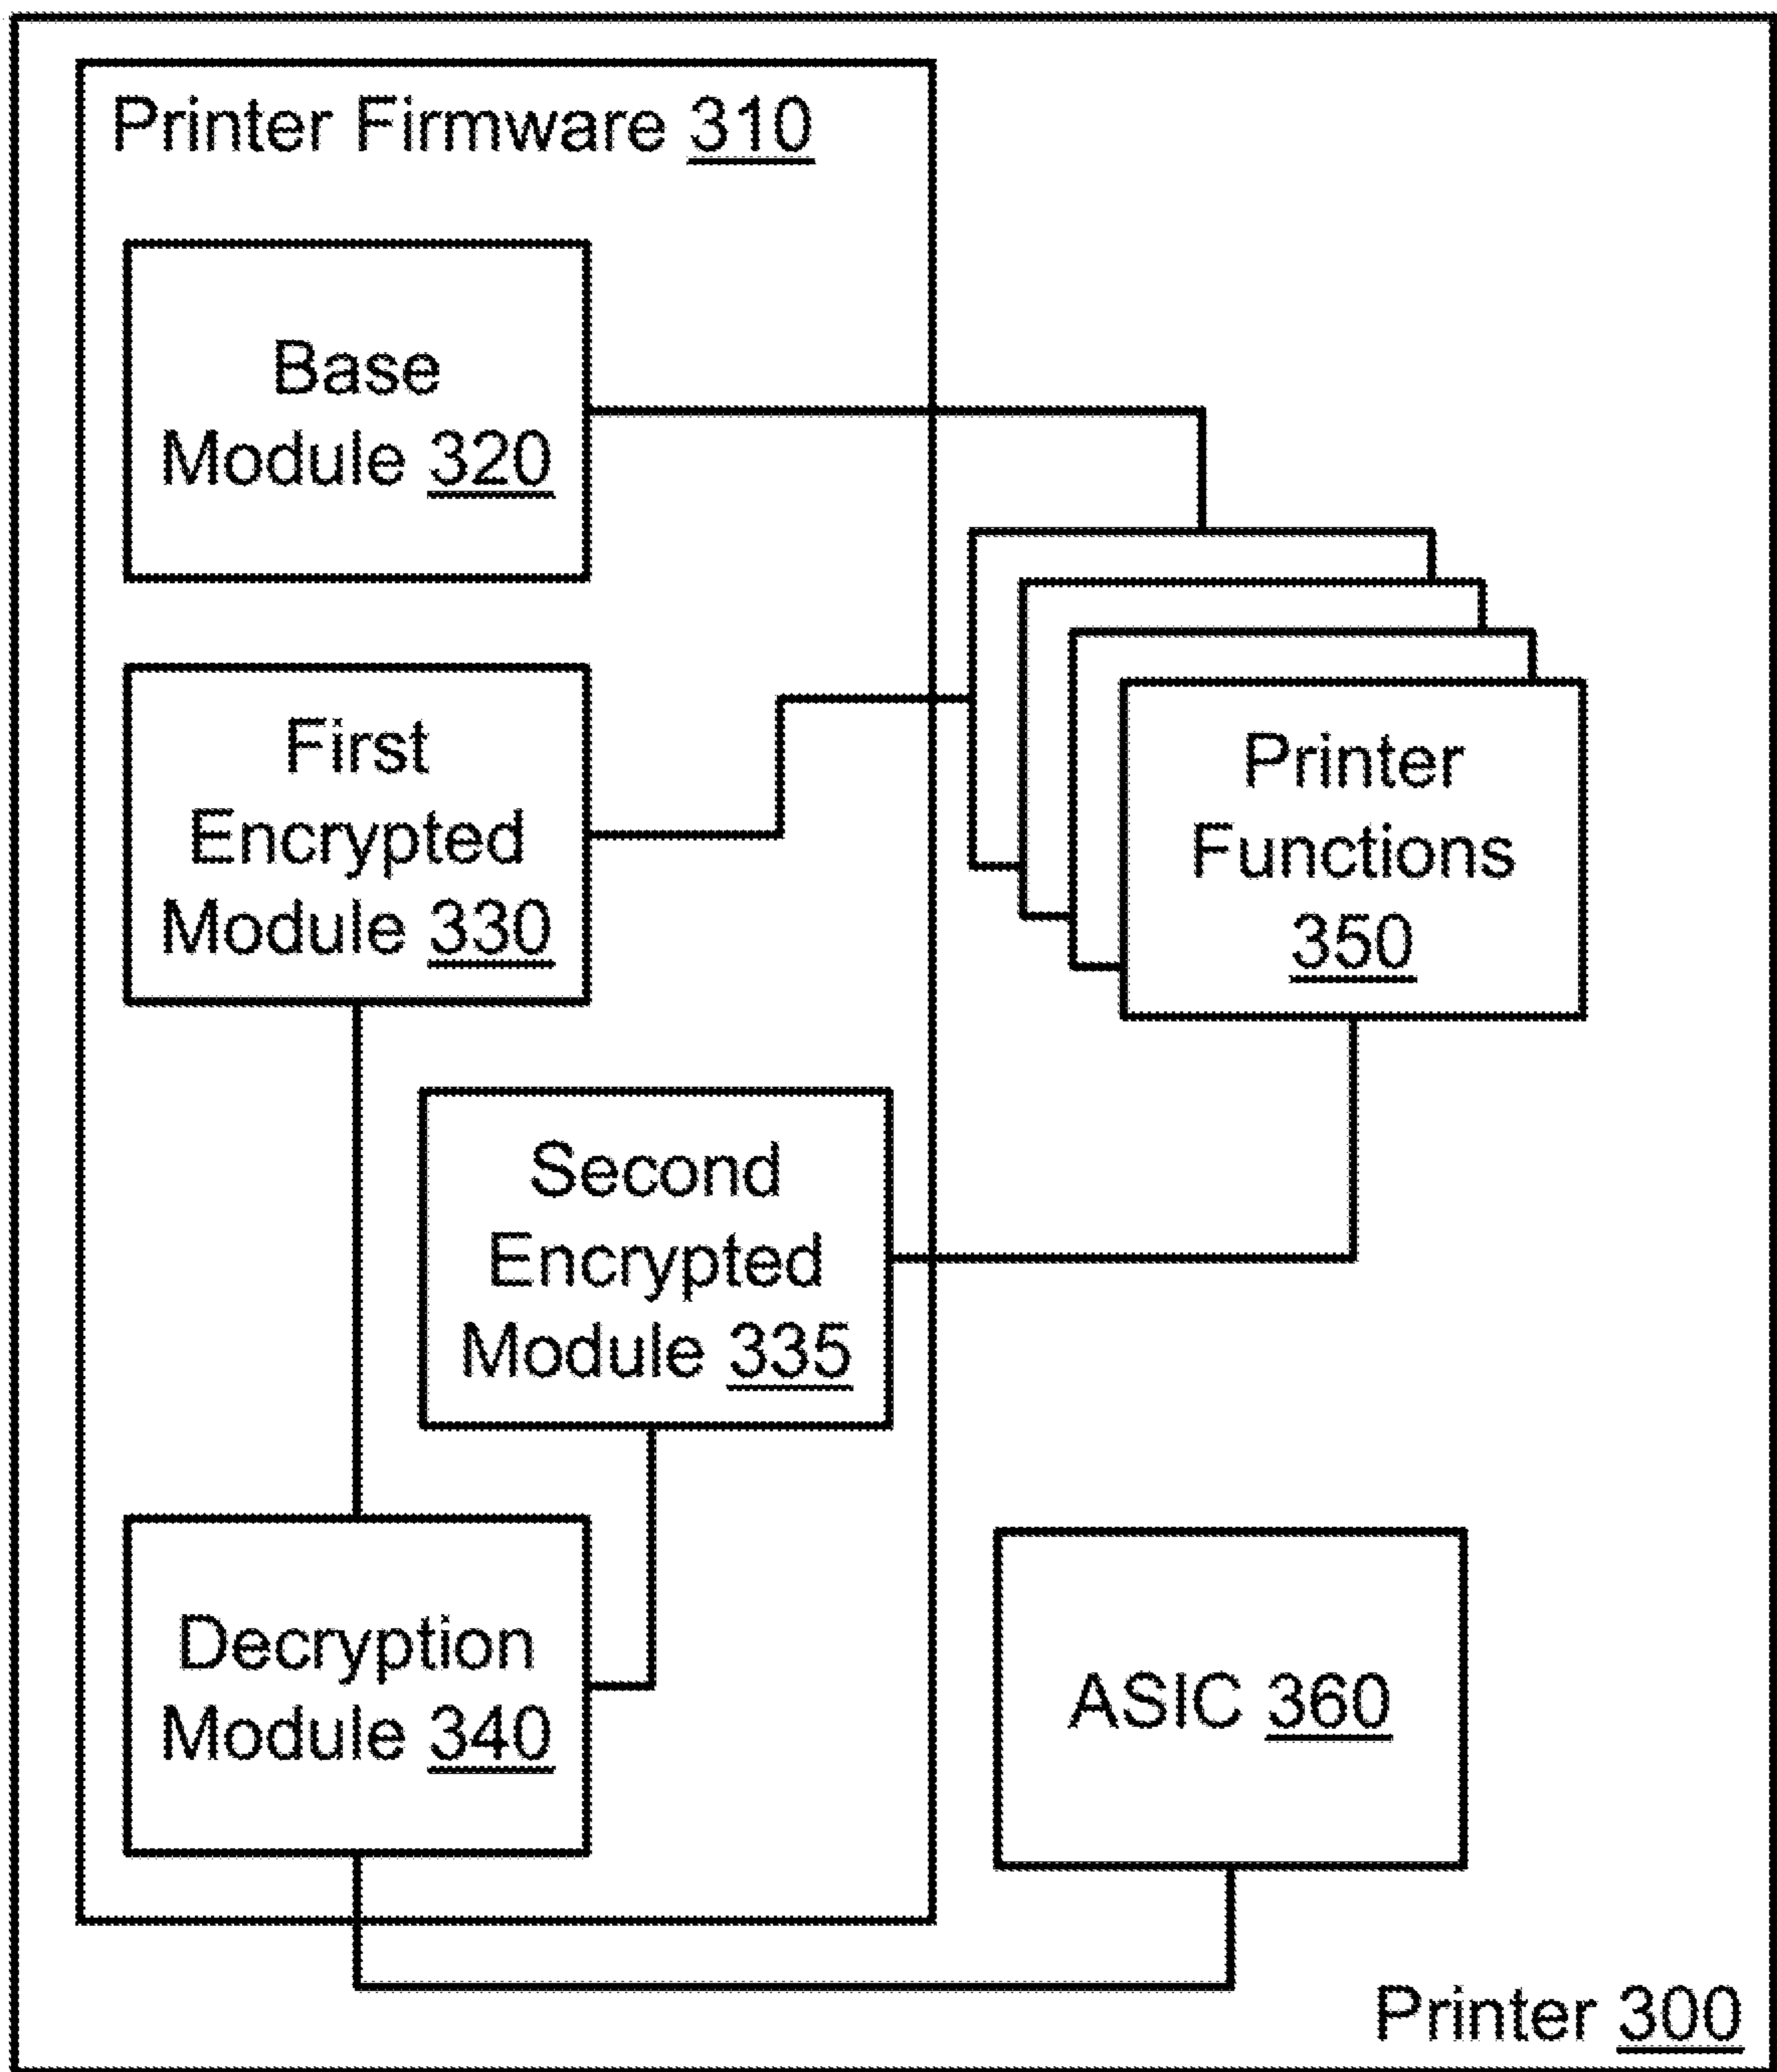 Printer Firmware 310
Base
Module 320
First
Encrypted
Module 330
Printer
Functions
350
Second
Encrypted
Module 335
Decryption
Module 340
ASIC 360
Printer 300